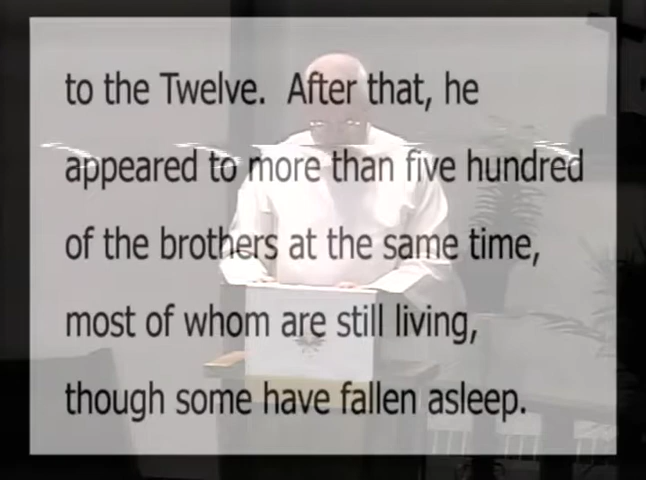 to the Twelve.  After that, he
appeared to more than five hundred
of the brothers at the same time,
most of whom are still living,
though some have fallen asleep.